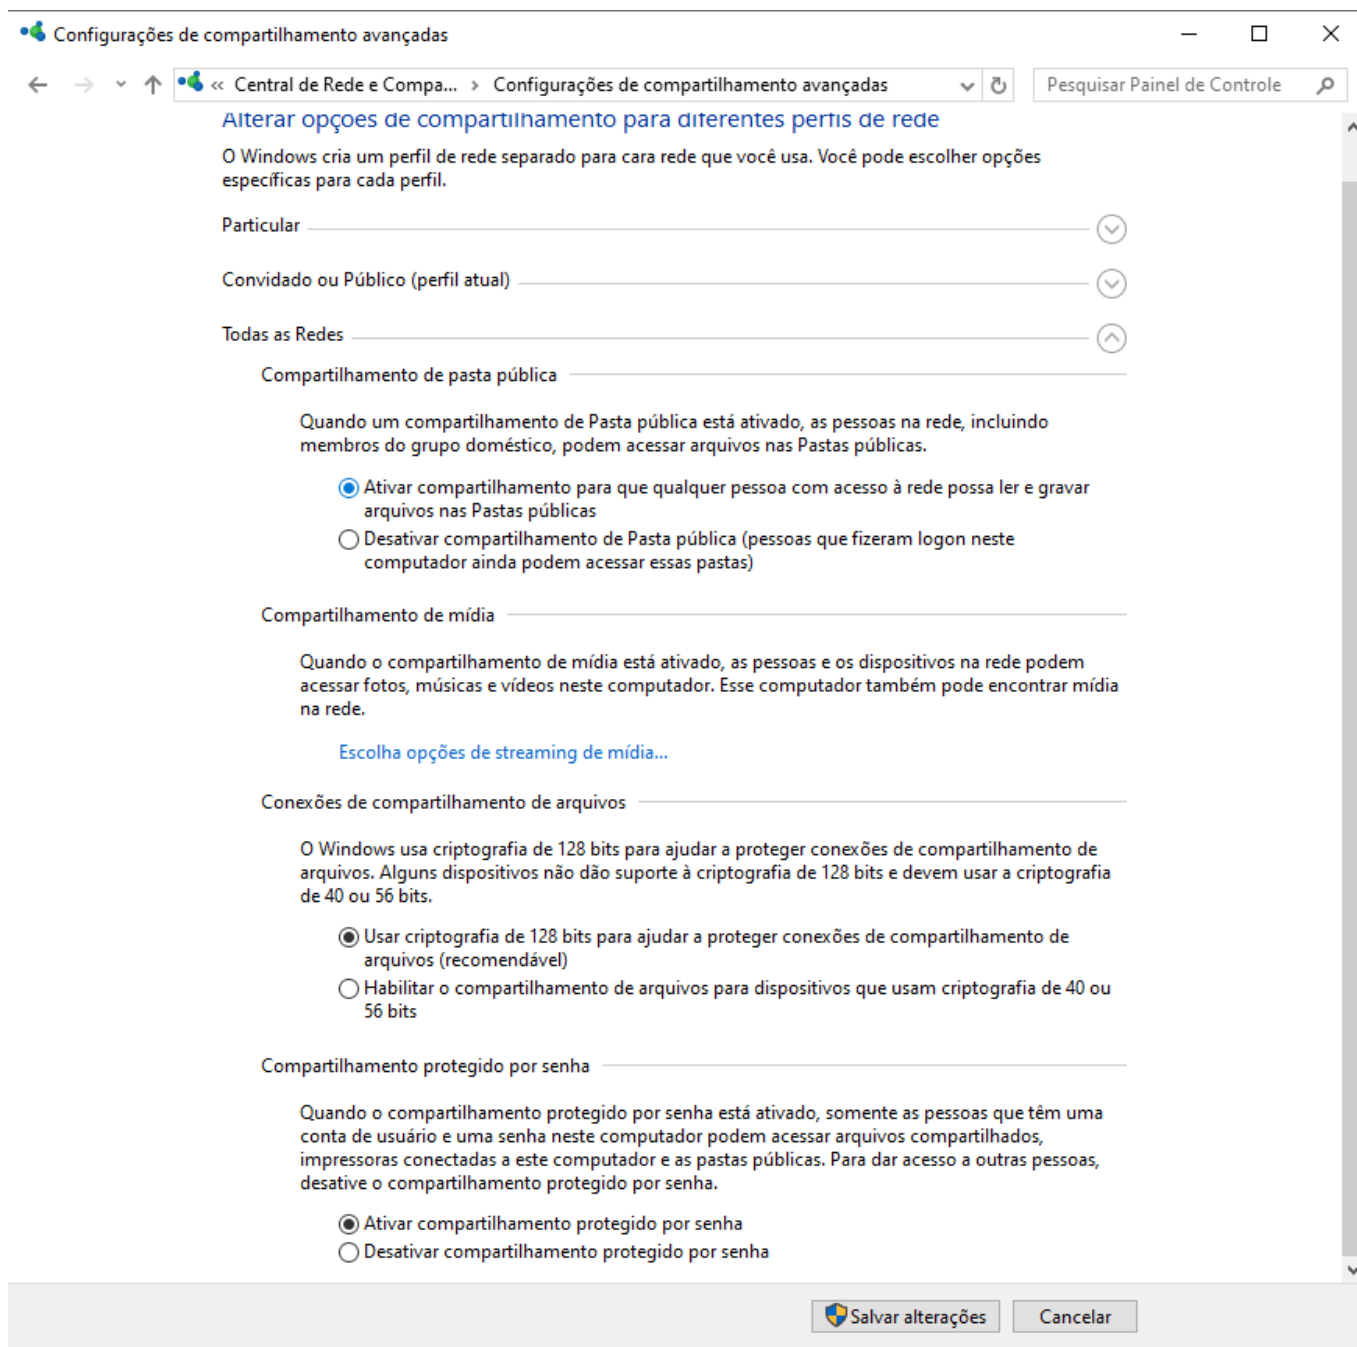 Configurações de compartilhamento avançadas
« Central de Rede e Compa... › Configurações de compartilhamento avançadas
Pesquisar Painel de Controle
Alterar opções de compartilhamento para diferentes perfis de rede
O Windows cria um perfil de rede separado para cara rede que você usa. Você pode escolher opções
específicas para cada perfil.
Particular
Convidado ou Público (perfil atual)
Todas as Redes
Compartilhamento de pasta pública
Quando um compartilhamento de Pasta pública está ativado, as pessoas na rede, incluindo
membros do grupo doméstico, podem acessar arquivos nas Pastas públicas.
Ativar compartilhamento para que qualquer pessoa com acesso à rede possa ler e gravar
arquivos nas Pastas públicas
Desativar compartilhamento de Pasta pública (pessoas que fizeram logon neste
computador ainda podem acessar essas pastas)
Compartilhamento de mídia
Quando o compartilhamento de mídia está ativado, as pessoas e os dispositivos na rede podem
acessar fotos, músicas e vídeos neste computador. Esse computador também pode encontrar mídia
na rede.
Escolha opções de streaming de mídia...
Conexões de compartilhamento de arquivos
O Windows usa criptografia de 128 bits para ajudar a proteger conexões de compartilhamento de
arquivos. Alguns dispositivos não dão suporte à criptografia de 128 bits e devem usar a criptografia
de 40 ou 56 bits.
Usar criptografia de 128 bits para ajudar a proteger conexões de compartilhamento de
arquivos (recomendável)
Habilitar o compartilhamento de arquivos para dispositivos que usam criptografia de 40 ou
56 bits
Compartilhamento protegido por senha
Quando o compartilhamento protegido por senha está ativado, somente as pessoas que têm uma
conta de usuário e uma senha neste computador podem acessar arquivos compartilhados,
impressoras conectadas a este computador e as pastas públicas. Para dar acesso a outras pessoas,
desative o compartilhamento protegido por senha.
Ativar compartilhamento protegido por senha
Desativar compartilhamento protegido por senha
Salvar alterações
Cancelar